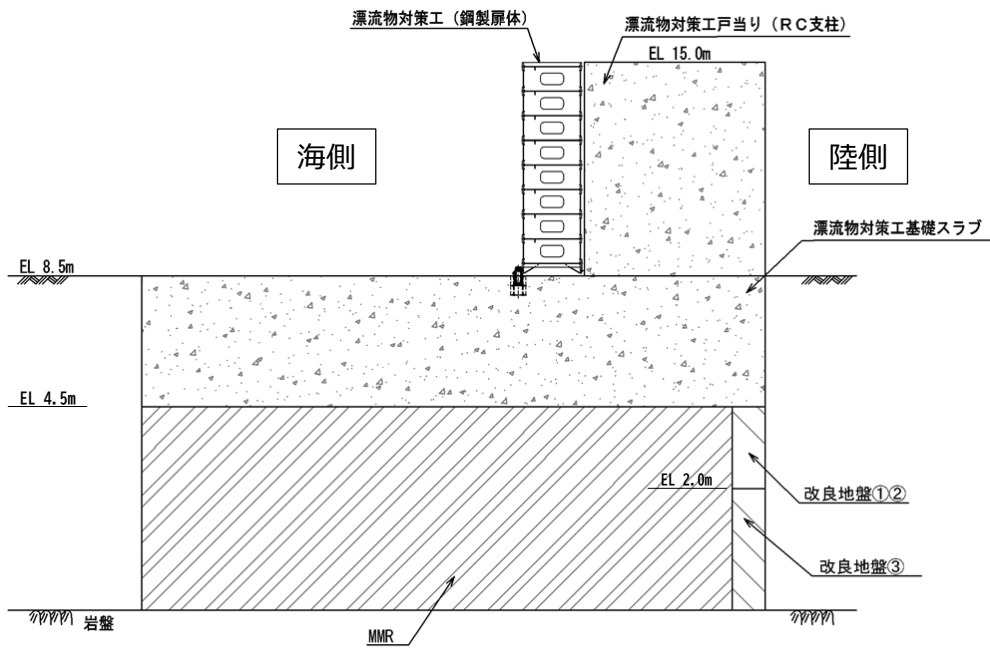 漂流物対策工(鋼製扉体)
漂流物対策工戸当り(RC支柱)
EL 15.0m
海側
陸側
漂流物対策工基礎スラブ
EL 8.5m
EL 4.5m
EL 2.0m
改良地盤①②
改良地盤③
岩盤
MMR